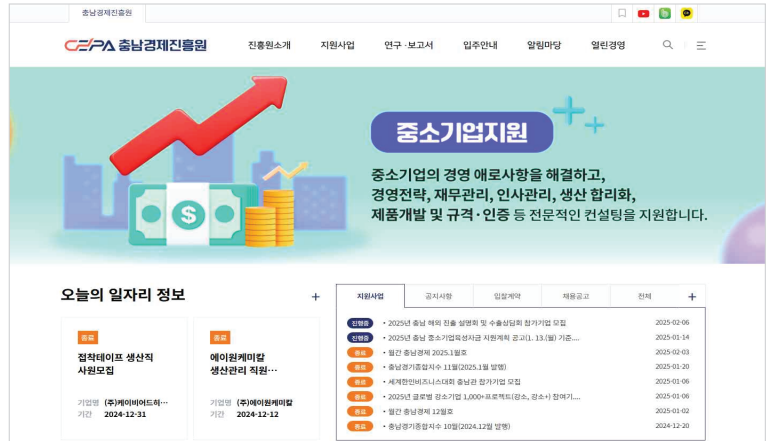 충남경제진흥원
CEPA 충남경제진흥원
진흥원소개 지원사업 연구·보고서 입주안내 알림마당 열린경영
중소기업지원
중소기업의 경영 애로사항을 해결하고,
경영전략, 재무관리, 인사관리, 생산 합리화,
제품개발 및 규격·인증 등 전문적인 컨설팅을 지원합니다.
$
오늘의 일자리 정보 +
종료
접착테이프 생산직
사원모집
기업명 (주)케이비어드히…
기간 2024-12-31
종료
에이원케미칼
생산관리 직원…
기업명 (주)에이원케미칼
기간 2024-12-12
지원사업 공지사항 입찰계약 채용공고 전체 +
진행중 • 2025년 충남 해외 진출 설명회 및 수출상담회 참가기업 모집 2025-02-06
진행중 • 2025년 충남 중소기업육성자금 지원계획 공고(1. 13.(월) 기준.... 2025-01-14
종료 • 월간 충남경제 2025.1월호 2025-02-03
종료 • 충남경기종합지수 11월(2025.1월 발행) 2025-01-20
종료 • 세계한인비즈니스대회 충남관 참가기업 모집 2025-01-06
종료 • 2025년 글로벌 강소기업 1,000+프로젝트(강소, 강소+) 참여기.... 2025-01-06
종료 • 월간 충남경제 12월호 2025-01-02
종료 • 충남경기종합지수 10월(2024.12월 발행) 2024-12-20